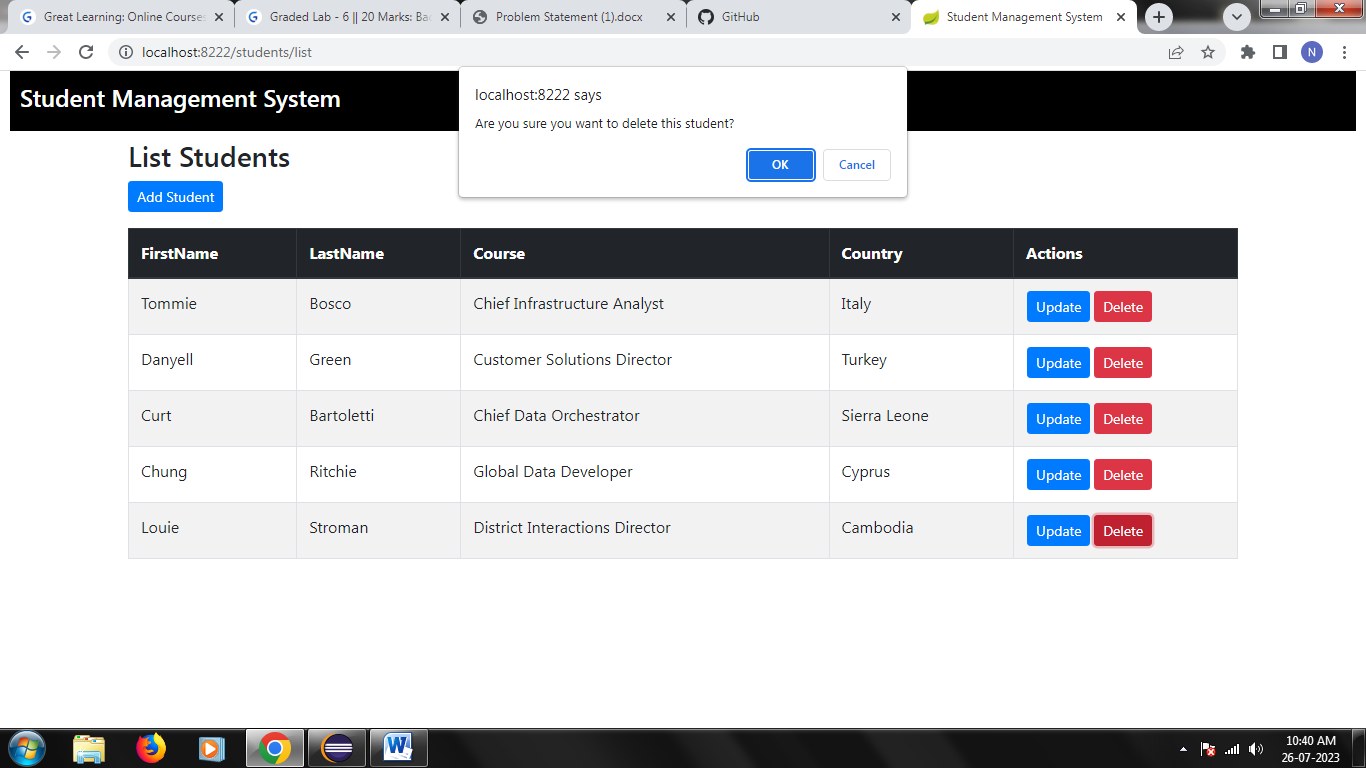 Great Learning: Online Courses
Graded Lab - 6 || 20 Marks: Ba
Problem Statement (1).docx
GitHub
Student Management System
localhost:8222/students/list
N
Student Management System
localhost:8222 says
Are you sure you want to delete this student?
OK Cancel
List Students
Add Student
FirstName LastName Course Country Actions
Tommie Bosco Chief Infrastructure Analyst Italy Update Delete
Danyell Green Customer Solutions Director Turkey Update Delete
Curt Bartoletti Chief Data Orchestrator Sierra Leone Update Delete
Chung Ritchie Global Data Developer Cyprus Update Delete
Louie Stroman District Interactions Director Cambodia Update Delete
10:40 AM
26-07-2023